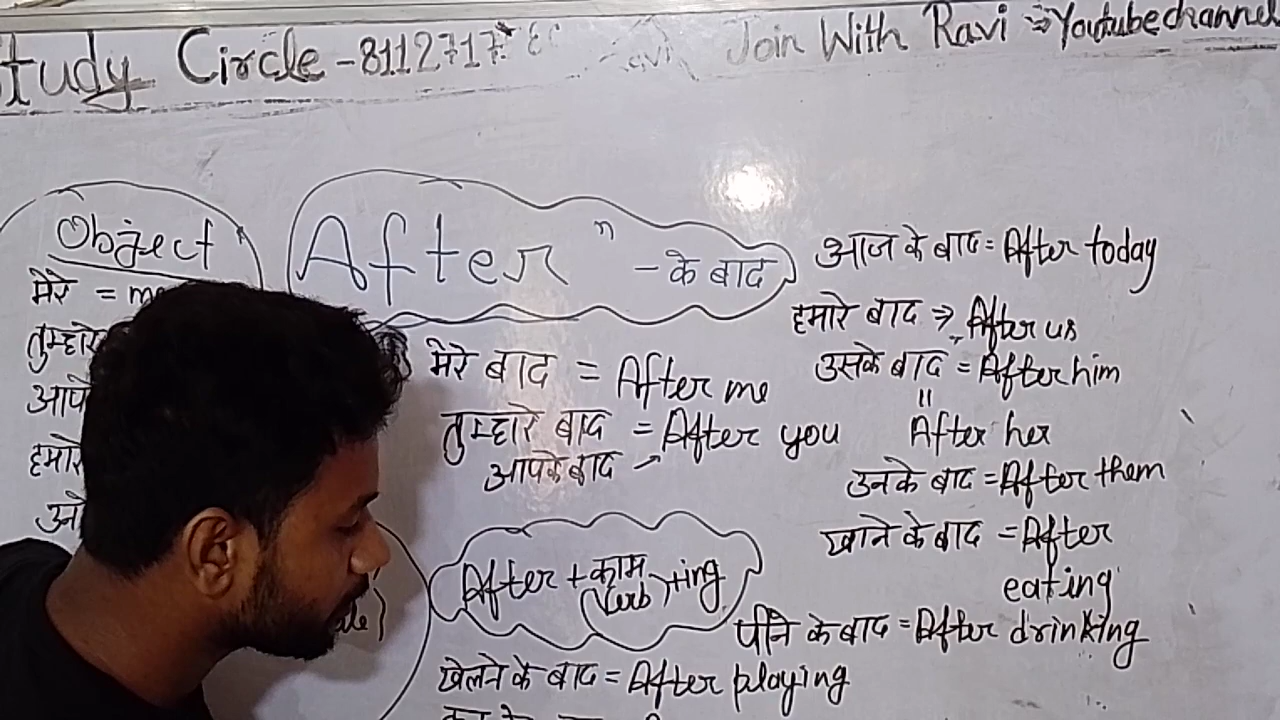 Study Circle - 8112717
Join With Ravi ⇒ Youtube channel
Object
मेरे = me
तुम्हारे
हमारे
After - के बाद
मेरे बाद = After me
तुम्हारे बाद = After you
आपके बाद
After + काम (Verb) + ing
खेलने के बाद = After playing
आज के बाद = After today
हमारे बाद ⇒ After us
उसके बाद = After him
" After her
उनके बाद = After them
खाने के बाद = After
eating
पीने के बाद = After drinking